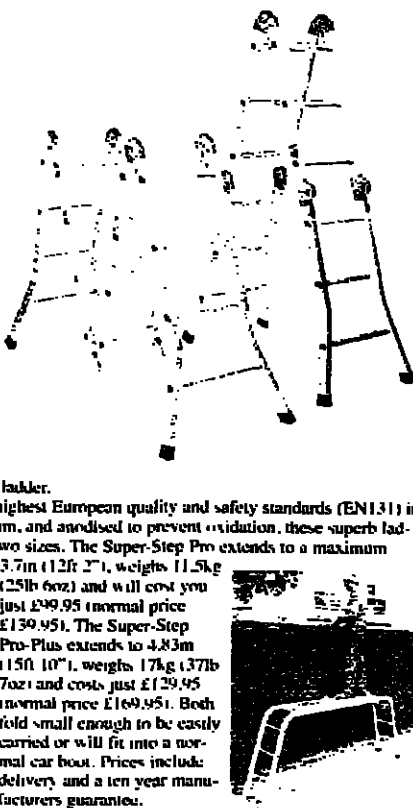 ladder.
highest European quality and safety standards (EN131) in
um, and anodised to prevent oxidation, these superb lad-
two sizes. The Super-Step Pro extends to a maximum
3.7m (12ft 2"), weighs 11.5kg
(25lb 6oz) and will cost you
just £99.95 (normal price
£139.95). The Super-Step
Pro-Plus extends to 4.83m
(15ft 10"), weighs 17kg (37lb
7oz) and costs just £129.95
(normal price £169.95). Both
fold small enough to be easily
carried or will fit into a nor-
mal car boot. Prices include
delivery and a ten year manu-
facturers guarantee.